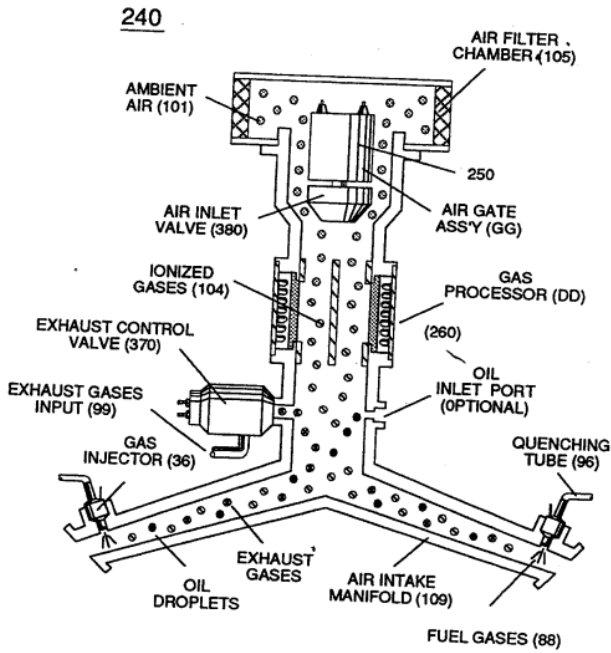 240
AIR FILTER
CHAMBER (105)
AMBIENT
AIR (101)
250
AIR INLET
VALVE (380)
AIR GATE
ASS'Y (GG)
IONIZED
GASES (104)
GAS
PROCESSOR (DD)
EXHAUST CONTROL
VALVE (370)
(260)
OIL
INLET PORT
(OPTIONAL)
EXHAUST GASES
INPUT (99)
GAS
INJECTOR (36)
QUENCHING
TUBE (96)
EXHAUST
GASES
OIL
DROPLETS
AIR INTAKE
MANIFOLD (109)
FUEL GASES (88)